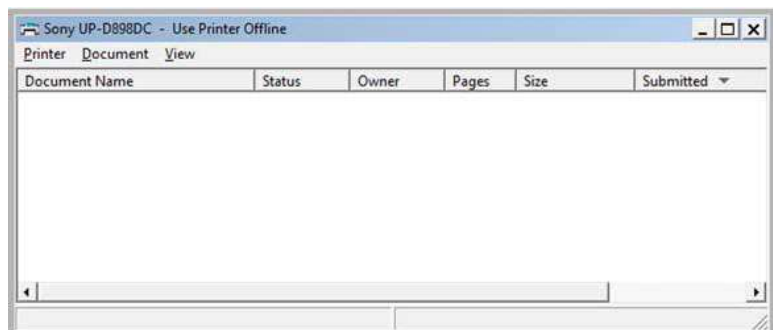 Sony UP-D898DC - Use Printer Offline
Printer Document View
Document Name Status Owner Pages Size Submitted